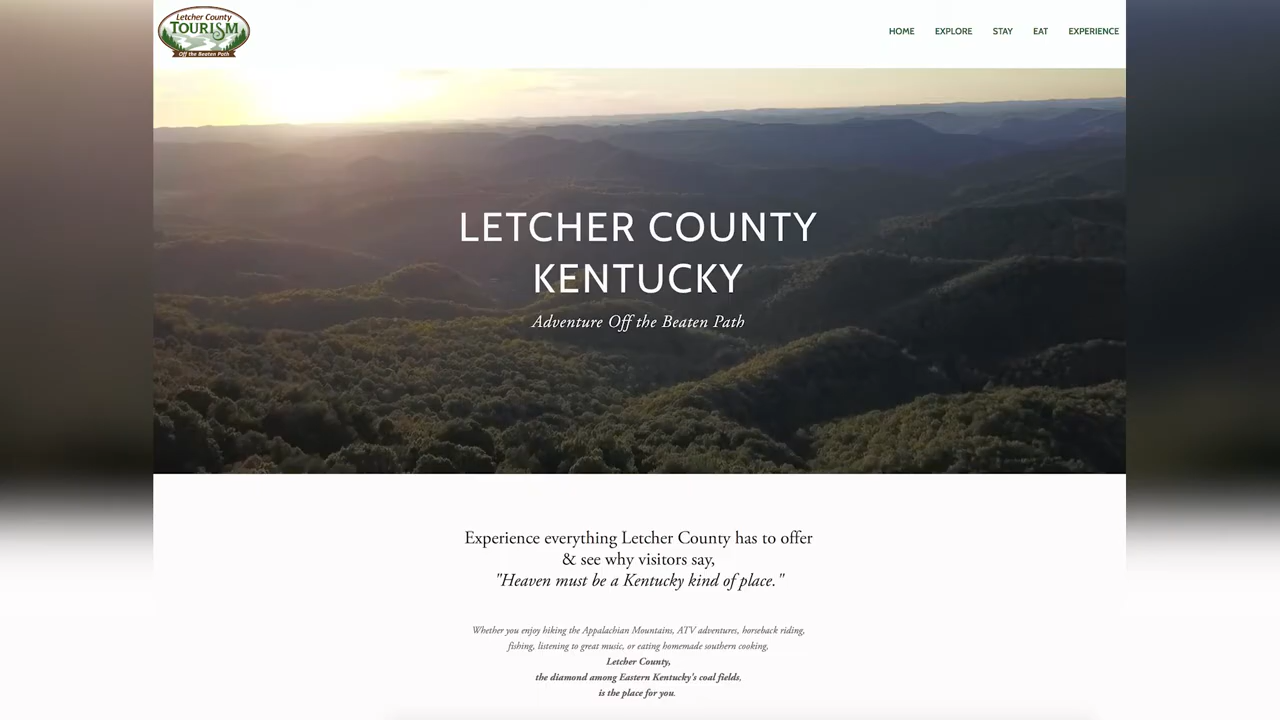 Letcher County
TOURISM
Off the Beaten Path
HOME EXPLORE STAY EAT EXPERIENCE
LETCHER COUNTY
KENTUCKY
Adventure Off the Beaten Path
Experience everything Letcher County has to offer
& see why visitors say,
"Heaven must be a Kentucky kind of place."
Whether you enjoy hiking the Appalachian Mountains, ATV adventures, horseback riding,
fishing, listening to great music, or eating homemade southern cooking,
Letcher County,
the diamond among Eastern Kentucky's coal fields,
is the place for you.